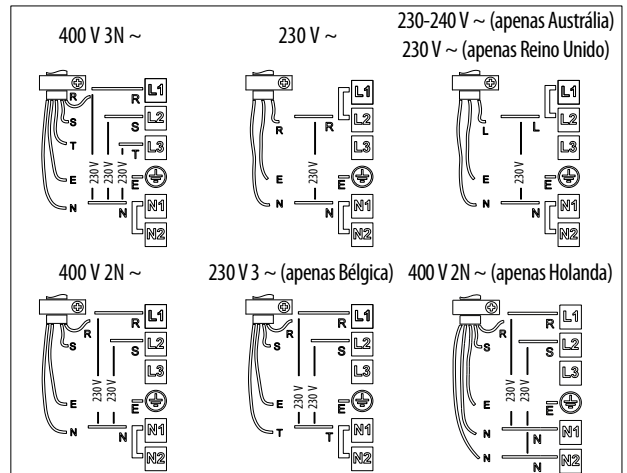 400 V 3N ~
R
S
T
E
N
R
S
T
E
N
230 V
230 V
230 V
L1
L2
L3
N1
N2
230 V ~
R
E
N
R
E
N
230 V
L1
L2
L3
N1
N2
230-240 V ~ (apenas Austrália)
230 V ~ (apenas Reino Unido)
L
E
N
L
E
N
230 V
L1
L2
L3
N1
N2
400 V 2N ~
R
S
E
N
R
S
E
N
230 V
230 V
L1
L2
L3
N1
N2
230 V 3 ~ (apenas Bélgica)
R
S
E
T
R
S
E
T
230 V
230 V
L1
L2
L3
N1
N2
400 V 2N ~ (apenas Holanda)
R
S
E
N
N
R
S
E
N
N
230 V
230 V
L1
L2
L3
N1
N2